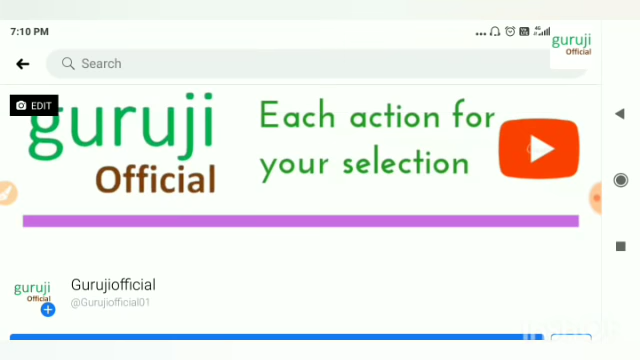 7:10 PM
guruji
Official
Search
EDIT
guruji
Official
Each action for
your selection
guruji
Official
Gurujiofficial
@Gurujiofficial01